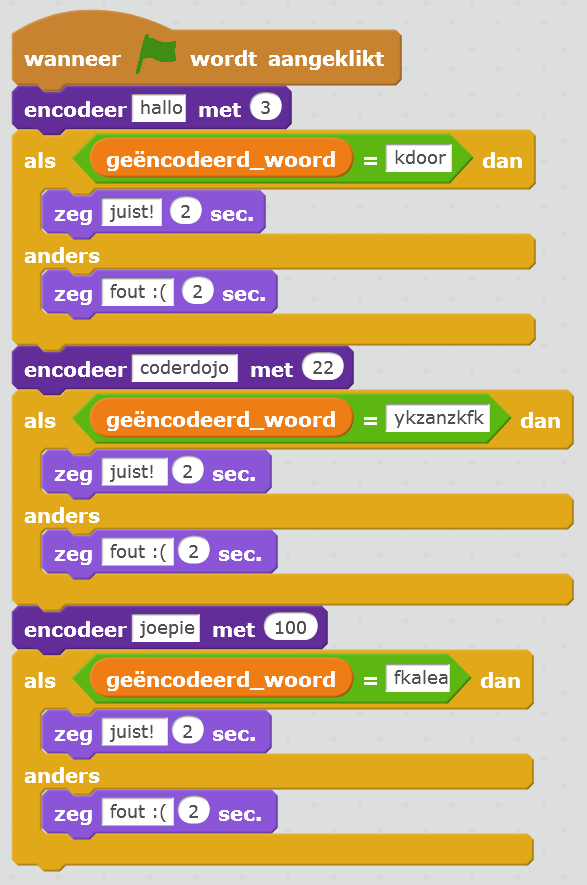 wanneer wordt aangeklikt
encodeer hallo met 3
als geëncodeerd_woord = kdoor dan
zeg juist! 2 sec.
anders
zeg fout :( 2 sec.
encodeer coderdojo met 22
als geëncodeerd_woord = ykzanzkfk dan
zeg juist! 2 sec.
anders
zeg fout :( 2 sec.
encodeer joepie met 100
als geëncodeerd_woord = fkalea dan
zeg juist! 2 sec.
anders
zeg fout :( 2 sec.